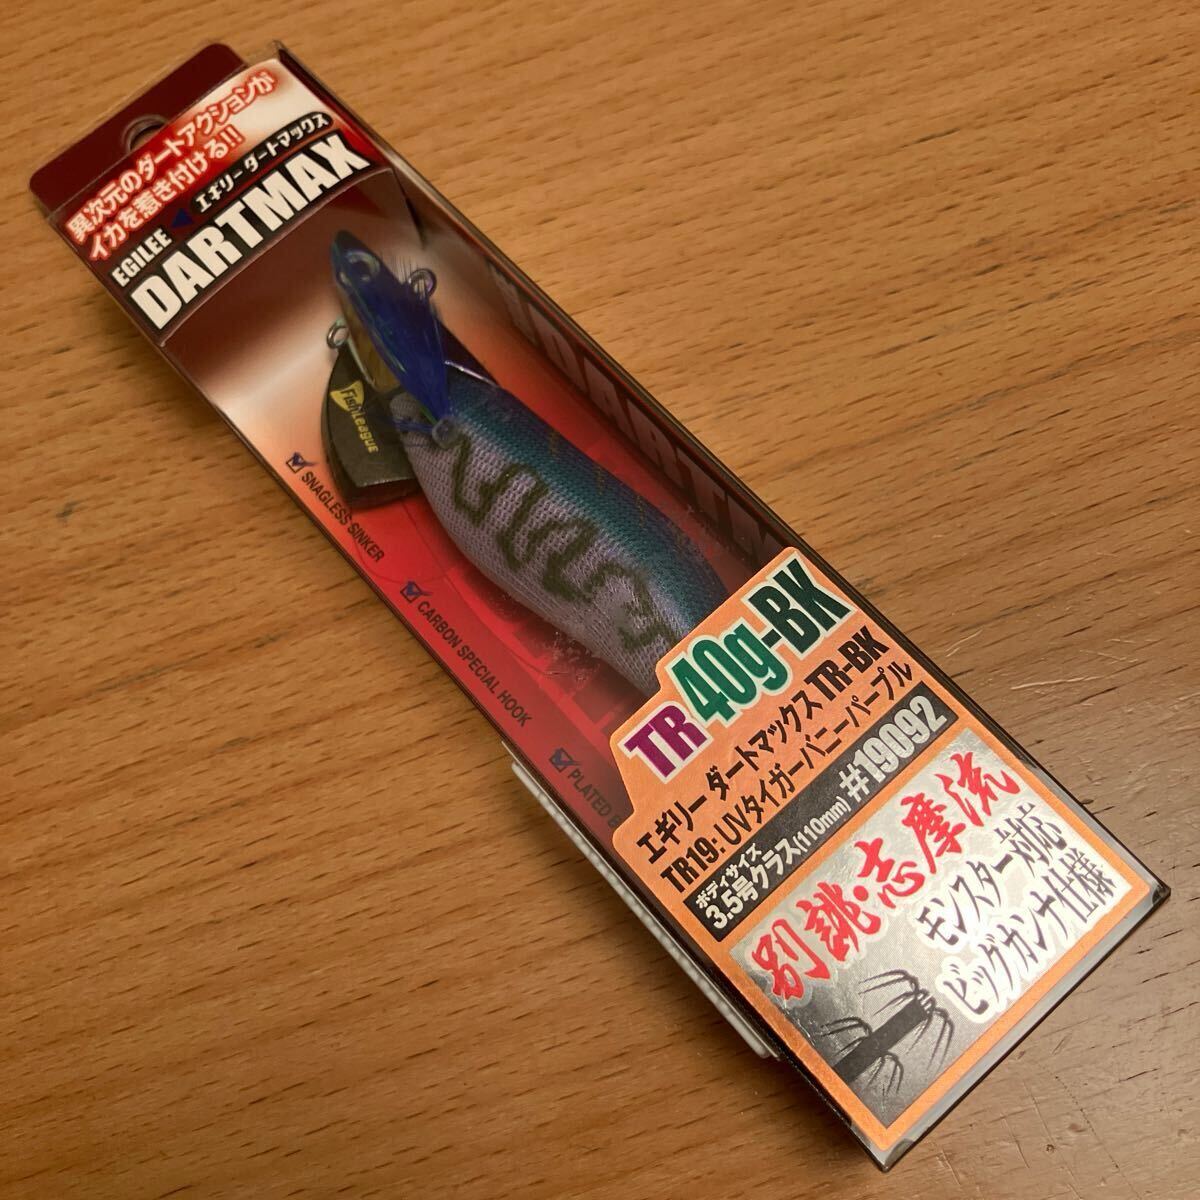 異次元のダートアクションが
イカを惹き付ける!!
EGILEE エギリー ダートマックス
DARTMAX
FishLeague
SNAGLESS SINKER
CARBON SPECIAL HOOK
PLATED
TR 40g-BK
エギリー ダートマックス TR-BK
TR19: UVタイガーバニーパープル
ボディサイズ
3.5号クラス(110mm) #19092
別誂・志摩流
モンスター対応
ビッグカンナ仕様